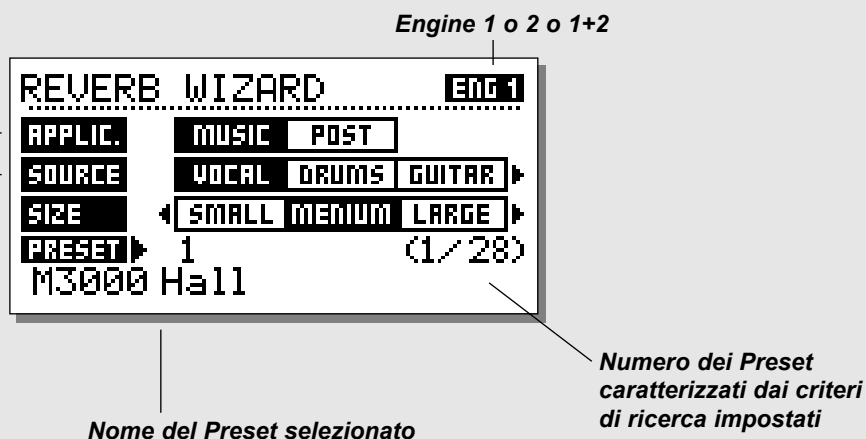 Engine 1 o 2 o 1+2
REVERB WIZARD ENG 1
APPLIC. MUSIC POST
SOURCE VOCAL DRUMS GUITAR
SIZE SMALL MENIUM LARGE
PRESET 1 (1/28)
M3000 Hall
Numero dei Preset
caratterizzati dai criteri
di ricerca impostati
Nome del Preset selezionato